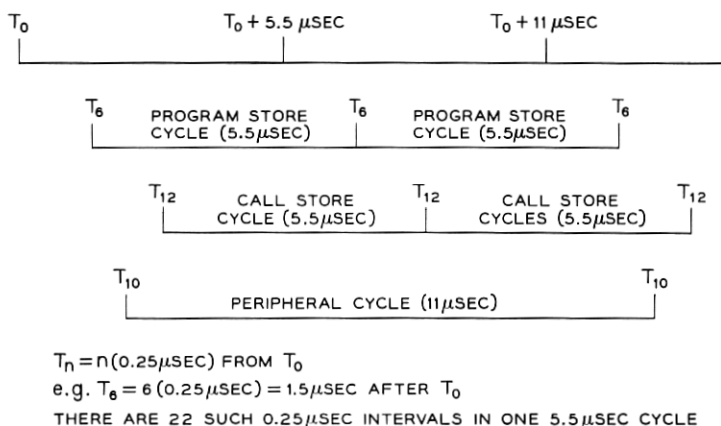 T0 T0 + 5.5 μSEC T0 + 11 μSEC
T6 PROGRAM STORE T6 PROGRAM STORE T6
CYCLE (5.5μSEC) CYCLE (5.5μSEC)
T12 CALL STORE T12 CALL STORE T12
CYCLE (5.5μSEC) CYCLES (5.5μSEC)
T10 T10
PERIPHERAL CYCLE (11μSEC)
Tn = n(0.25μSEC) FROM T0
e.g. T6 = 6(0.25μSEC) = 1.5μSEC AFTER T0
THERE ARE 22 SUCH 0.25μSEC INTERVALS IN ONE 5.5μSEC CYCLE